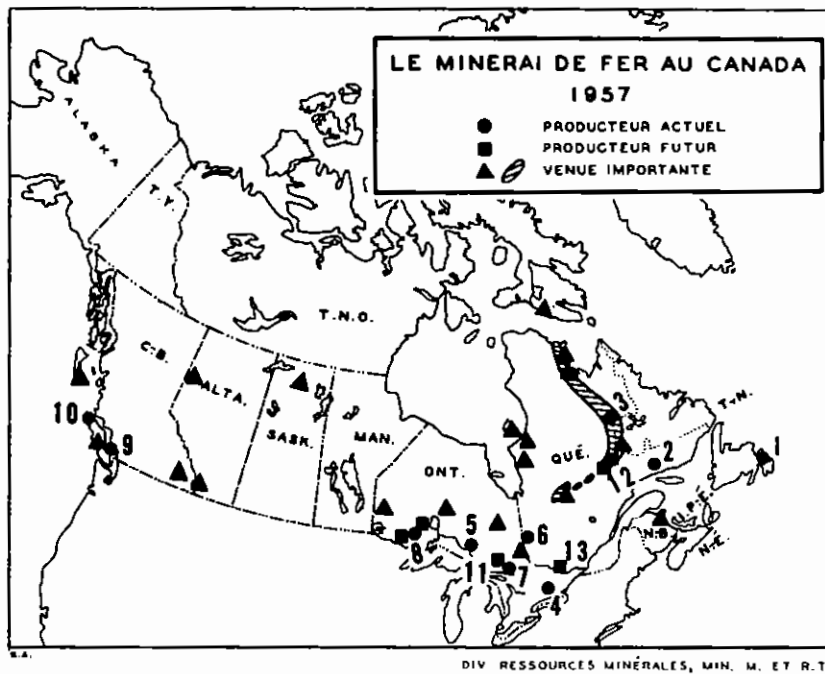 LE MINERAI DE FER AU CANADA
1957
PRODUCTEUR ACTUEL
PRODUCTEUR FUTUR
VENUE IMPORTANTE
ALASKA
T.Y.
T.N.O.
C.-B.
ALTA.
SASK.
MAN.
ONT.
QUÉ.
T.-N.
Î.P.É.
N.B.
N.-É.
10
9
3
1
2
12
5
6
8
11
7
13
4
DIV RESSOURCES MINÉRALES, MIN. M. ET R.T.